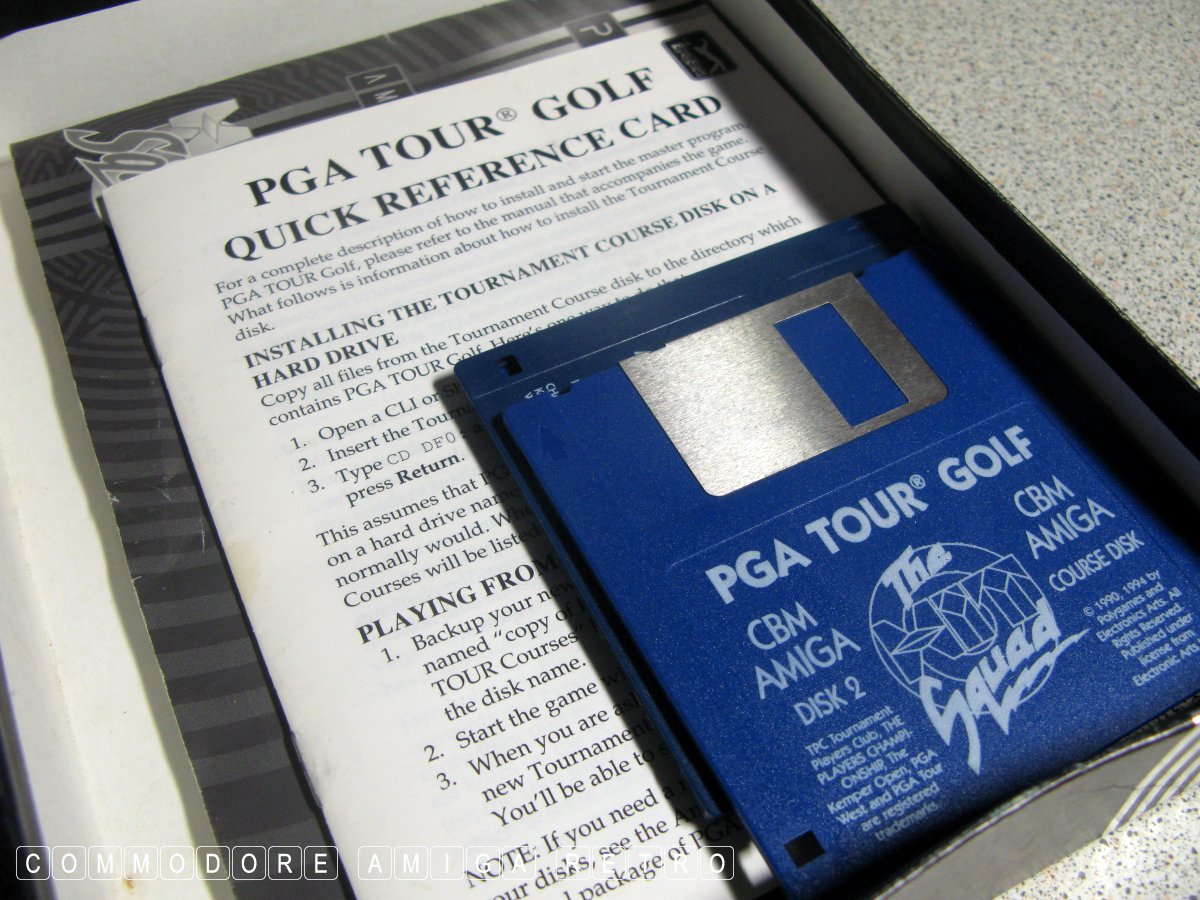 PGA TOUR® GOLF
QUICK REFERENCE CARD
For a complete description of how to install and start the master program,
PGA TOUR Golf, please refer to the manual that accompanies the game.
What follows is information about how to install the Tournament Course
disk.
INSTALLING THE TOURNAMENT COURSE DISK ON A
HARD DRIVE
Copy all files from the Tournament Course disk to the directory which
contains PGA TOUR Golf. Here's one way to do that
1. Open a CLI or
2. Insert the
3. Type CD DF0:
press Return.
This assumes that
on a hard drive
normally would.
Courses will be listed
PLAYING FROM
1. Backup your new
named "copy of
TOUR Courses"
the disk name.
2. Start the game
3. When you are
new Tournament
You'll be able to
NOTE: If you need a
your disks, see the
package of PGA
PGA TOUR® GOLF
CBM
AMIGA
DISK 2
The
Squad
CBM
AMIGA
COURSE DISK
© 1990, 1994 by
Polygames and
Electronics Arts. All
Rights Reserved.
Published under
license from
Electronic Arts
TPC Tournament
Players Club, THE
PLAYERS CHAMPI-
ONSHIP, The
Kemper Open, PGA
West and PGA Tour
are registered
trademarks.
COMMODORE AMIGA RETRO